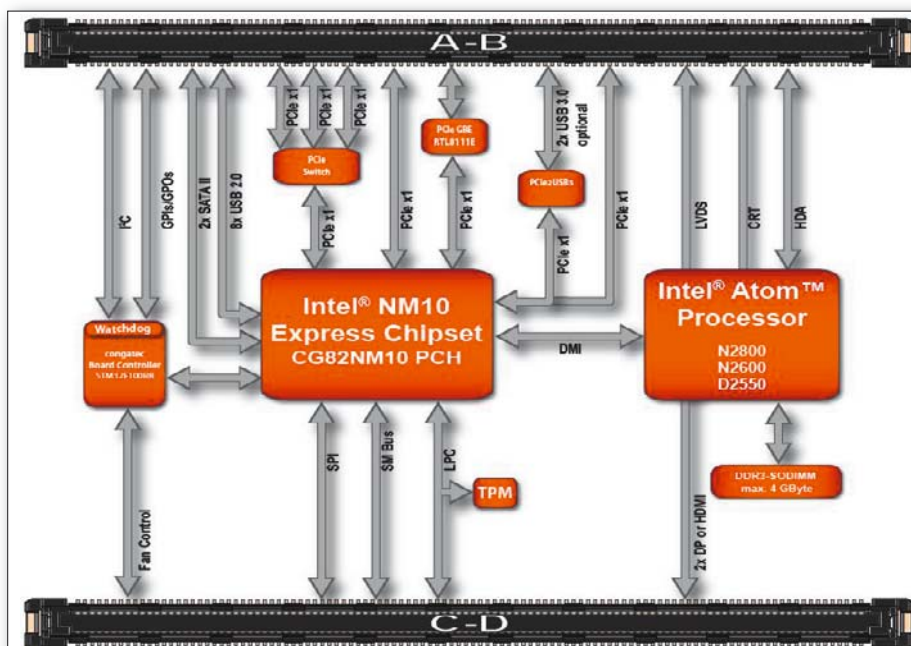 A-B
PCIe x1
PCIe x1
PCIe x1
PCIe GBE
RTL8111E
2x USB 3.0
optional
PCIe
Switch
PCIe2USRs
I²C
GPIs/GPOs
2x SATA II
8x USB 2.0
PCIe x1
PCIe x1
PCIe x1
PCIe x1
PCIe x1
LVDS
CRT
HDA
Intel® NM10
Express Chipset
CG82NM10 PCH
Intel® Atom™
Processor
N2800
N2600
D2550
Watchdog
congatec
Board Controller
DMI
DDR3-SODIMM
max. 4 GByte
SPI
SM Bus
LPC
TPM
Fan Control
2x DP or HDMI
C-D